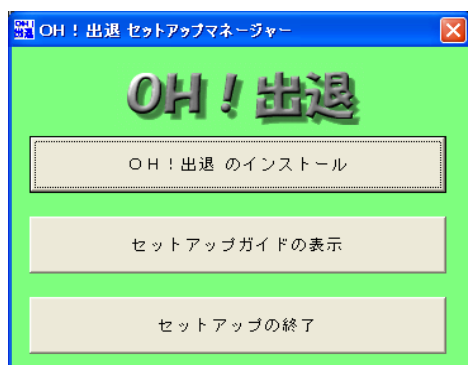 OH！出退 セットアップマネージャー
OH！出退
ＯＨ！出退 のインストール
セットアップガイドの表示
セットアップの終了